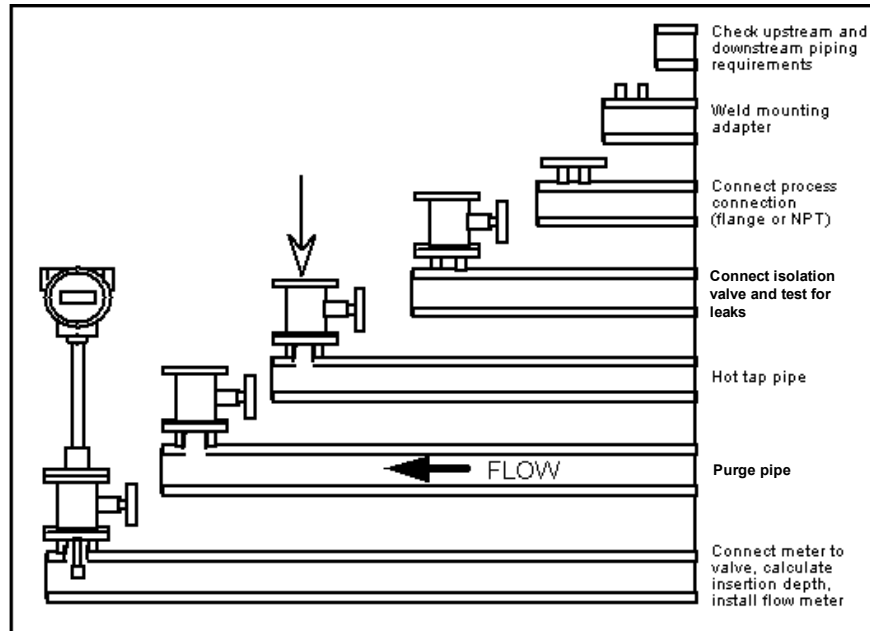 Check upstream and
downstream piping
requirements
Weld mounting
adapter
Connect process
connection
(flange or NPT)
Connect isolation
valve and test for
leaks
Hot tap pipe
FLOW
Purge pipe
Connect meter to
valve, calculate
insertion depth,
install flow meter